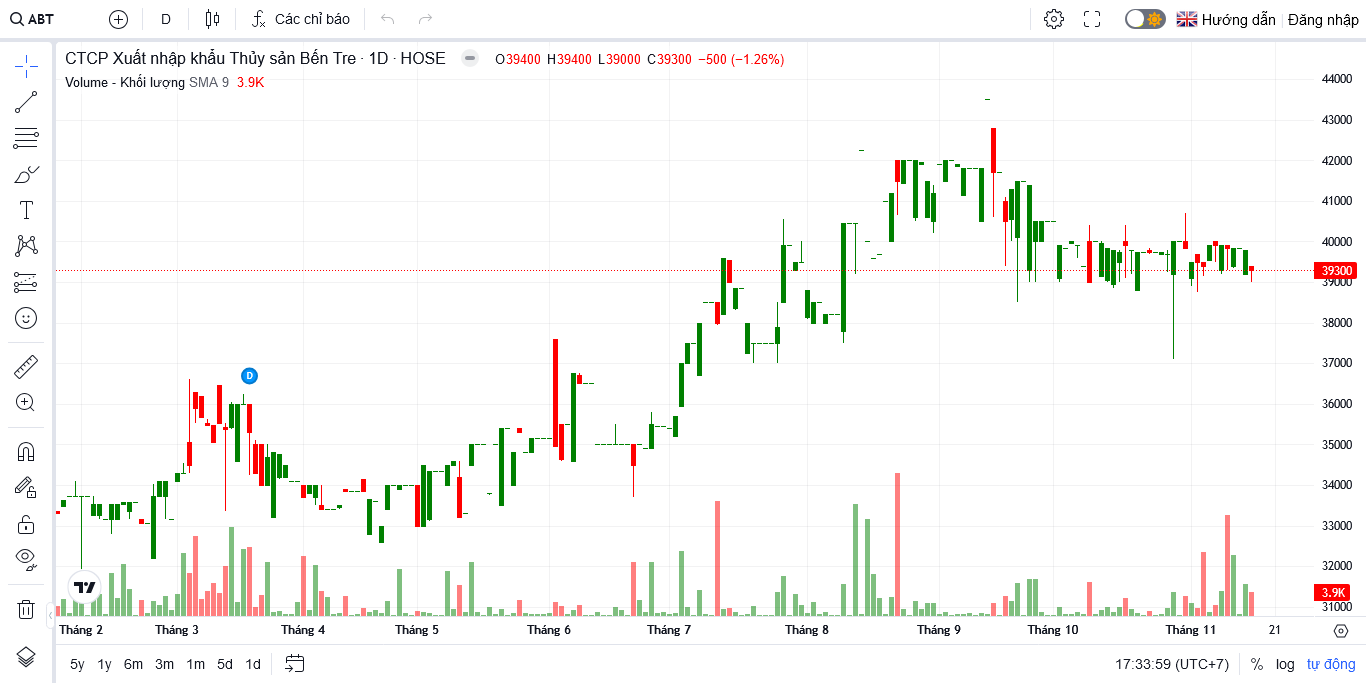 ABT D Các chỉ báo Hướng dẫn Đăng nhập
CTCP Xuất nhập khẩu Thủy sản Bến Tre · 1D · HOSE O39400 H39400 L39000 C39300 −500 (−1.26%)
Volume - Khối lượng SMA 9 3.9K
44000
43000
42000
41000
40000
39300
39000
38000
37000
36000
D
35000
34000
33000
32000
3.9K
31000
Tháng 2 Tháng 3 Tháng 4 Tháng 5 Tháng 6 Tháng 7 Tháng 8 Tháng 9 Tháng 10 Tháng 11 21
5y 1y 6m 3m 1m 5d 1d 17:33:59 (UTC+7) % log tự động